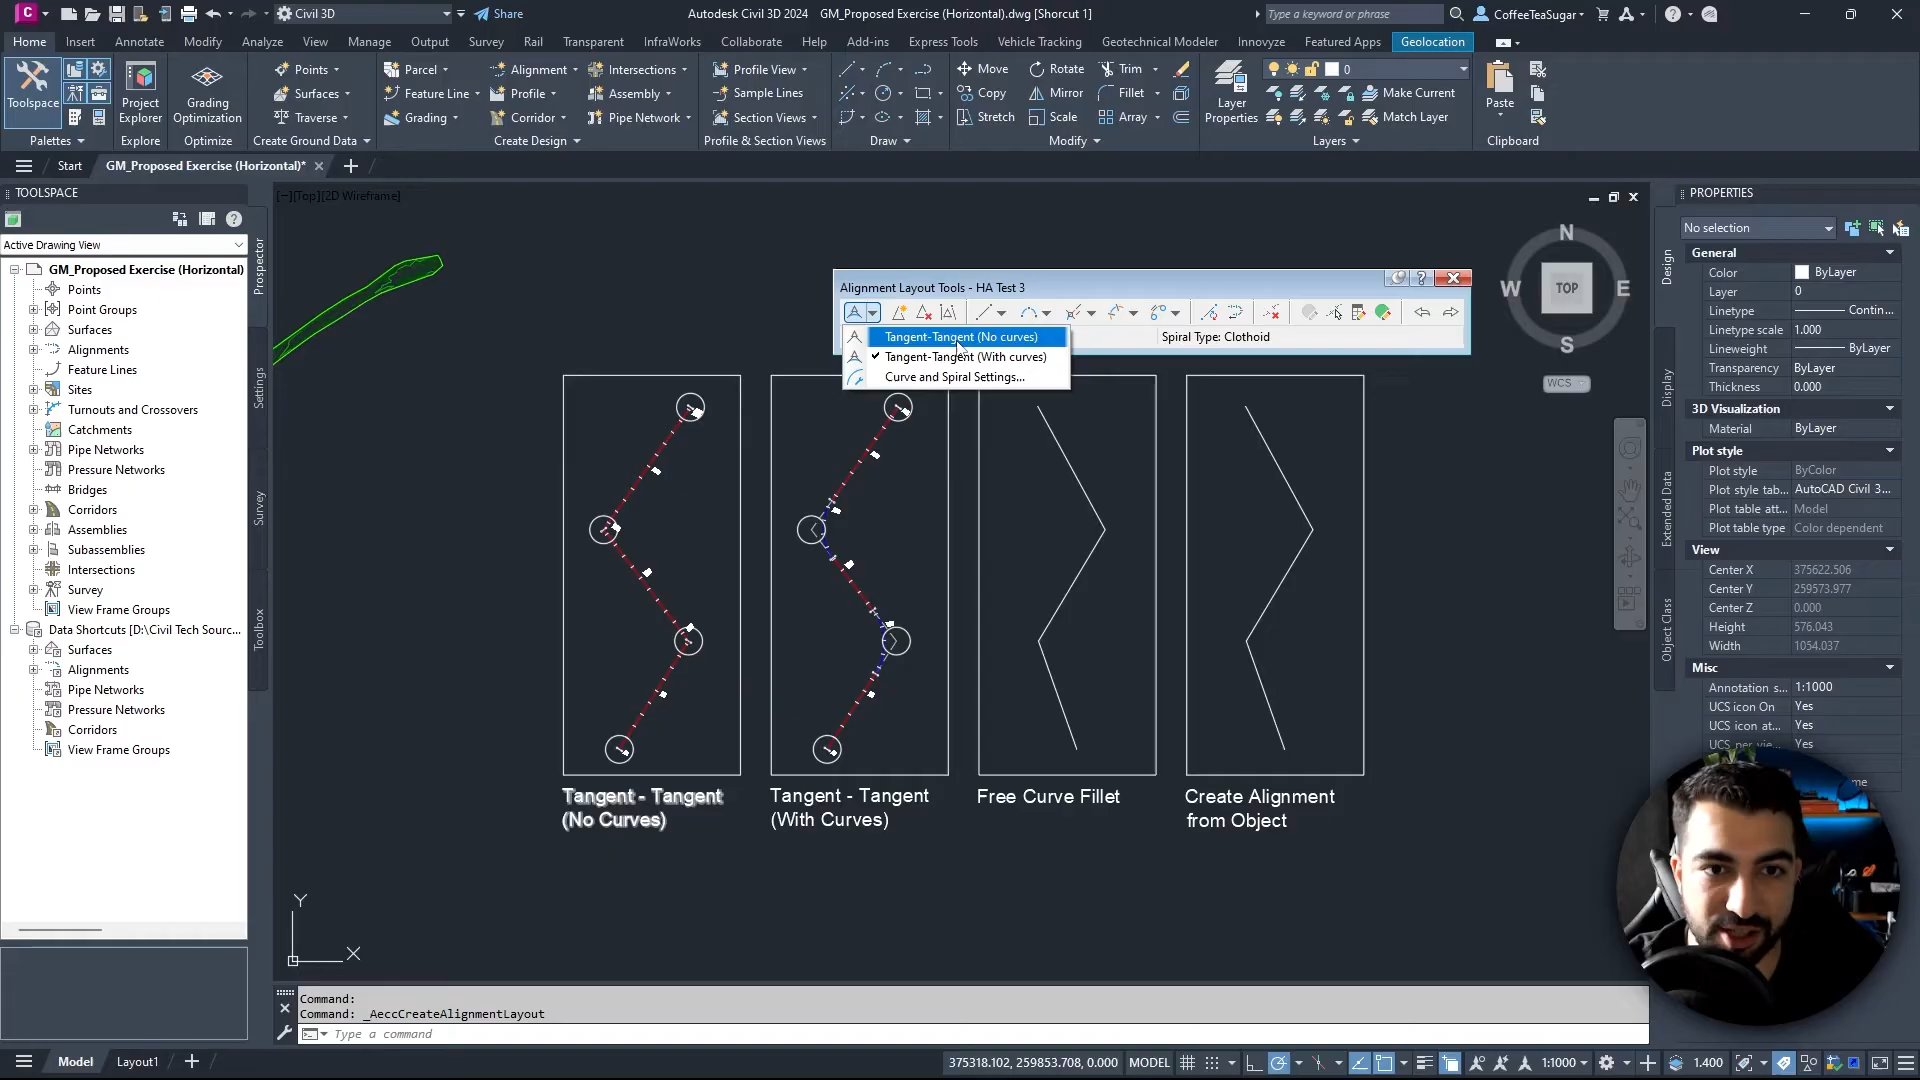 Civil 3D
Share
Autodesk Civil 3D 2024 GM_Proposed Exercise (Horizontal).dwg [Shorcut 1]
Type a keyword or phrase
CoffeeTeaSugar
Home Insert Annotate Modify Analyze View Manage Output Survey Rail Transparent InfraWorks Collaborate Help Add-ins Express Tools Vehicle Tracking Geotechnical Modeler Innovyze Featured Apps Geolocation
Points Parcel Alignment Intersections Profile View Move Rotate Trim 0
Surfaces Feature Line Profile Assembly Sample Lines Copy Mirror Fillet Make Current
Toolspace Project Explorer Grading Optimization Layer Properties Paste
Traverse Grading Corridor Pipe Network Section Views Stretch Scale Array Match Layer
Palettes Explore Optimize Create Ground Data Create Design Profile & Section Views Draw Modify Layers Clipboard
Start GM_Proposed Exercise (Horizontal)*
TOOLSPACE
Active Drawing View
GM_Proposed Exercise (Horizontal)
Points
Point Groups
Surfaces
Alignments
Feature Lines
Sites
Turnouts and Crossovers
Catchments
Pipe Networks
Pressure Networks
Bridges
Corridors
Assemblies
Subassemblies
Intersections
Survey
View Frame Groups
Data Shortcuts [D:\Civil Tech Sourc...
Surfaces
Alignments
Pipe Networks
Pressure Networks
Corridors
View Frame Groups
Prospector
Settings
Survey
Toolbox
[−][Top][2D Wireframe]
Alignment Layout Tools - HA Test 3
Tangent-Tangent (No curves)
Tangent-Tangent (With curves)
Curve and Spiral Settings...
Spiral Type: Clothoid
Tangent - Tangent
(No Curves)
Tangent - Tangent
(With Curves)
Free Curve Fillet
Create Alignment
from Object
N
W TOP E
S
WCS
Y
X
PROPERTIES
No selection
General
Color ByLayer
Layer 0
Linetype Contin...
Linetype scale 1.000
Lineweight ByLayer
Transparency ByLayer
Thickness 0.000
3D Visualization
Material ByLayer
Plot style
Plot style ByColor
Plot style tab... AutoCAD Civil 3...
Plot table att... Model
Plot table type Color dependent
View
Center X 375622.506
Center Y 259573.977
Center Z 0.000
Height 576.043
Width 1054.037
Misc
Annotation s... 1:1000
UCS icon On Yes
UCS icon at... Yes
UCS per vie... Yes
Design
Display
Extended Data
Object Class
Command:
Command: _AeccCreateAlignmentLayout
Type a command
Model Layout1
375318.102, 259853.708, 0.000 MODEL 1:1000 1.400